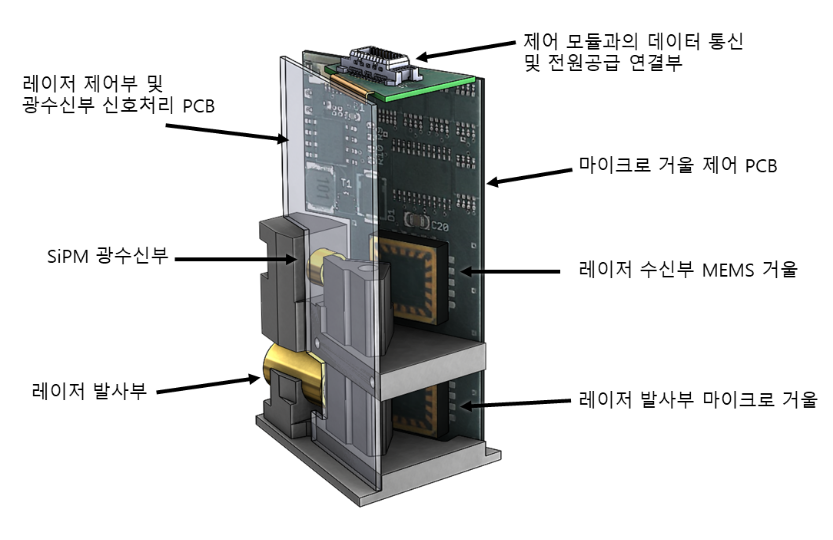 제어 모듈과의 데이터 통신
및 전원공급 연결부
레이저 제어부 및
광수신부 신호처리 PCB
마이크로 거울 제어 PCB
SiPM 광수신부
레이저 수신부 MEMS 거울
레이저 발사부
레이저 발사부 마이크로 거울
101
T1
D1
C20